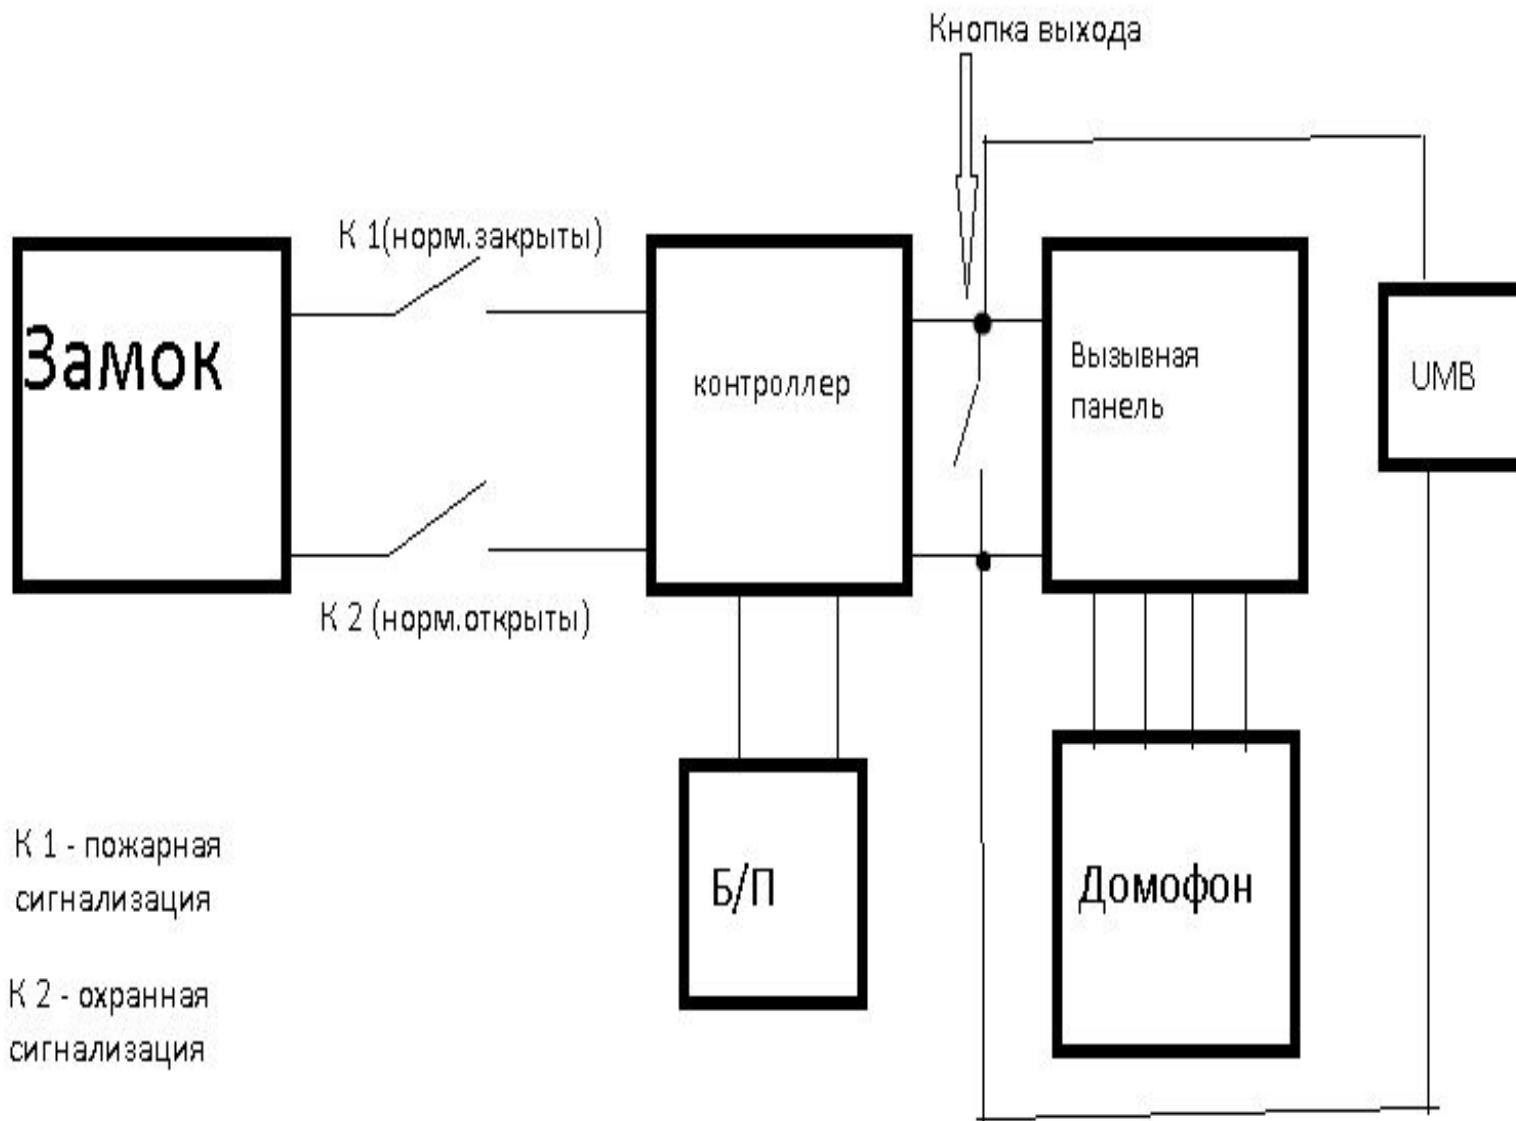 Кнопка выхода
К 1(норм.закрыты)
Замок
контроллер
Вызывная
панель
UMB
К 2 (норм.открыты)
К 1 - пожарная
сигнализация
Б/П
Домофон
К 2 - охранная
сигнализация